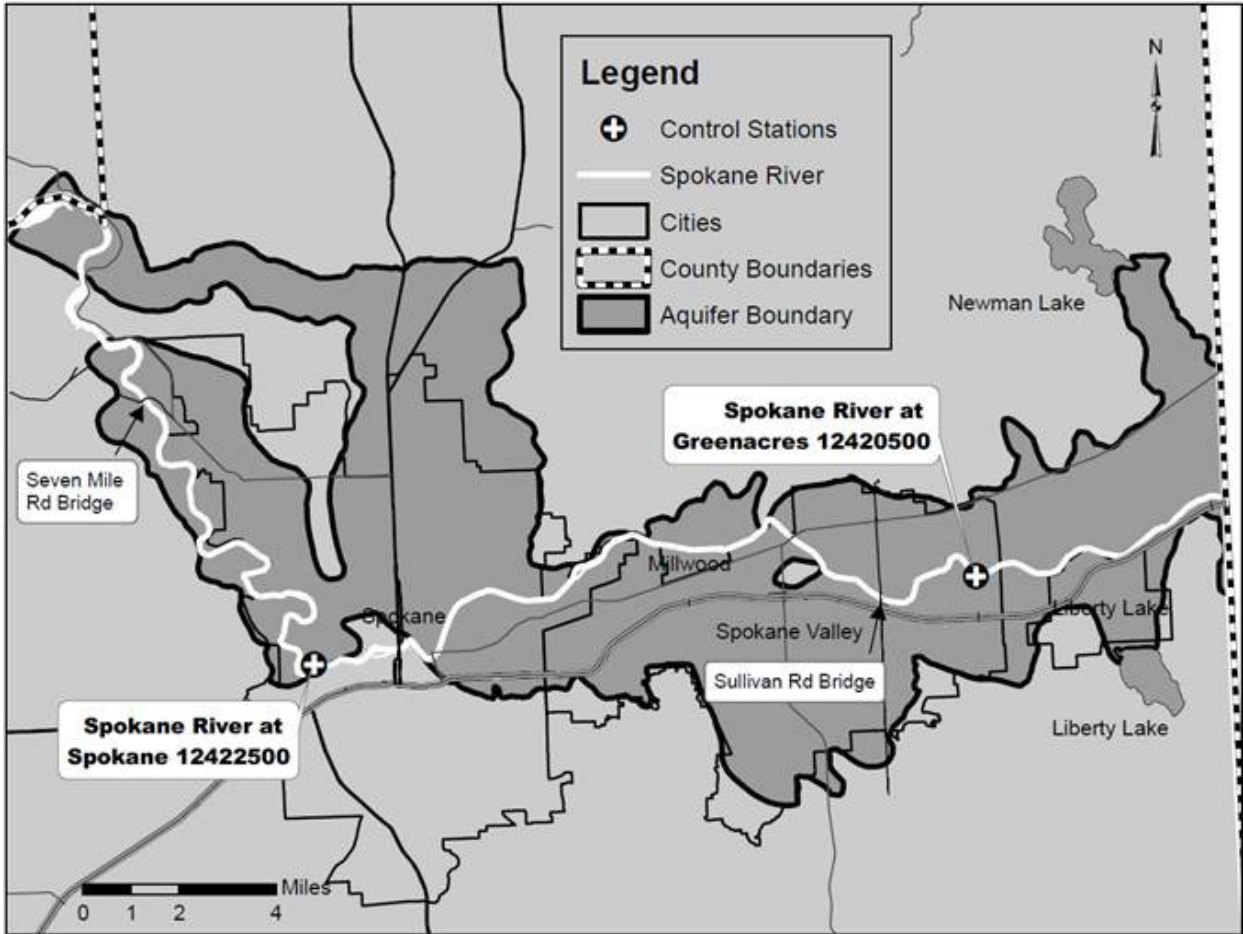 Legend
Control Stations
Spokane River
Cities
County Boundaries
Aquifer Boundary
N
Newman Lake
Spokane River at
Greenacres 12420500
Seven Mile
Rd Bridge
Millwood
Spokane
Liberty Lake
Spokane Valley
Sullivan Rd Bridge
Spokane River at
Spokane 12422500
Liberty Lake
Miles
0 1 2 4